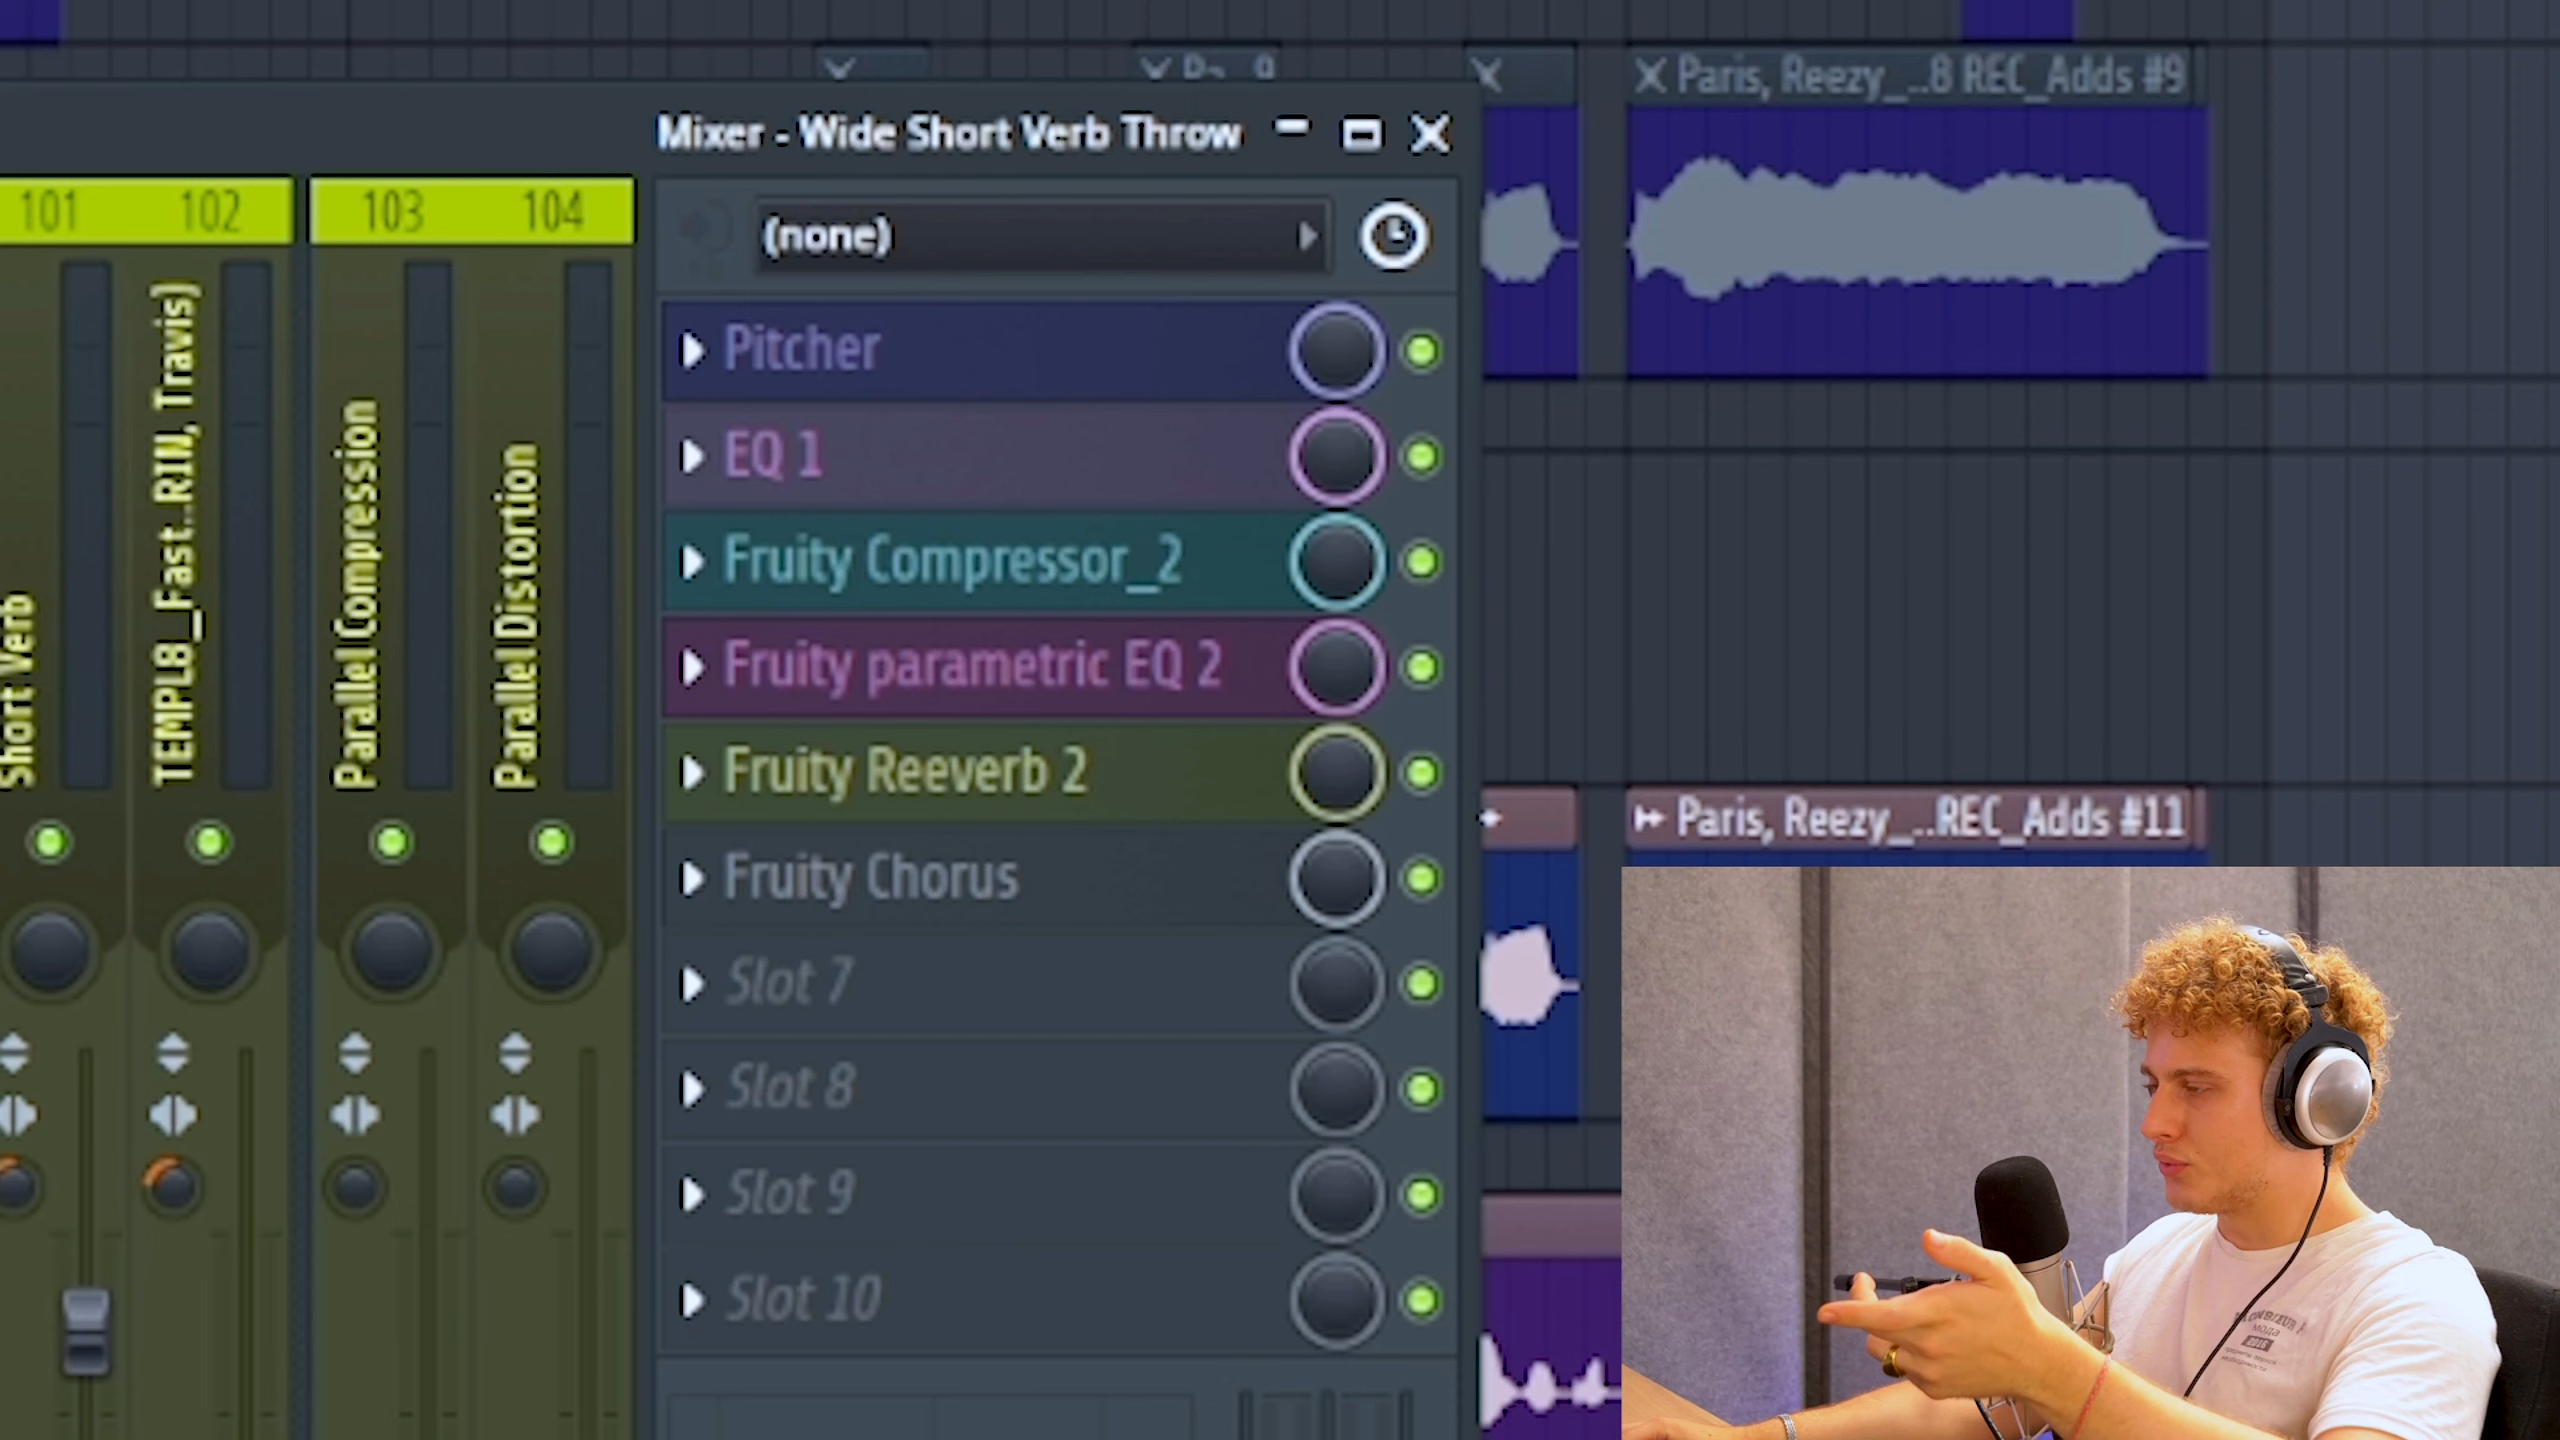 Paris, Reezy_...8 REC_Adds #9
Mixer - Wide Short Verb Throw
101
102
103
104
(none)
Short Verb
TEMPLB_Fast..RIN, Travis)
Parallel Compression
Parallel Distortion
Pitcher
EQ 1
Fruity Compressor_2
Fruity parametric EQ 2
Fruity Reeverb 2
Fruity Chorus
Slot 7
Slot 8
Slot 9
Slot 10
Paris, Reezy_...REC_Adds #11
мода